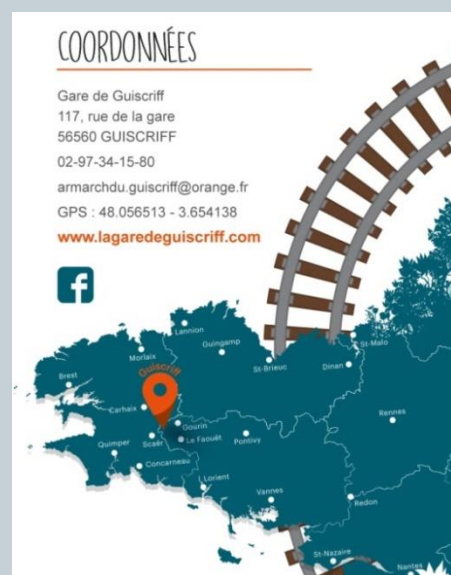 COORDONNÉES
Gare de Guiscriff
117, rue de la gare
56560 GUISCRIFF
02-97-34-15-80
armarchdu.guiscriff@orange.fr
GPS : 48.056513 - 3.654138
www.lagaredeguiscriff.com
f
Lannion
Guingamp
St-Malo
Morlaix
St-Brieuc
Dinan
Guiscriff
Brest
Carhaix
Rennes
Gourin
Scaër
Le Faouët
Pontivy
Quimper
Concarneau
Lorient
Vannes
Redon
St-Nazaire
Nantes